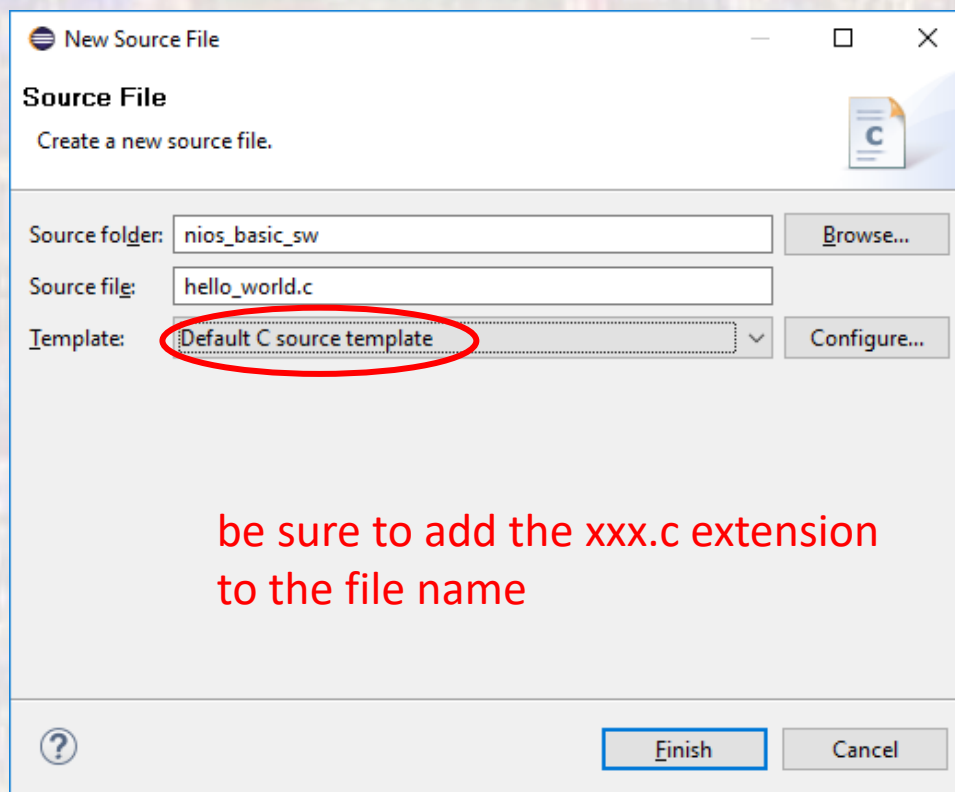 New Source File
Source File
Create a new source file.
C
Source folder: nios_basic_sw Browse...
Source file: hello_world.c
Template: Default C source template Configure...
be sure to add the xxx.c extension
to the file name
? Finish Cancel